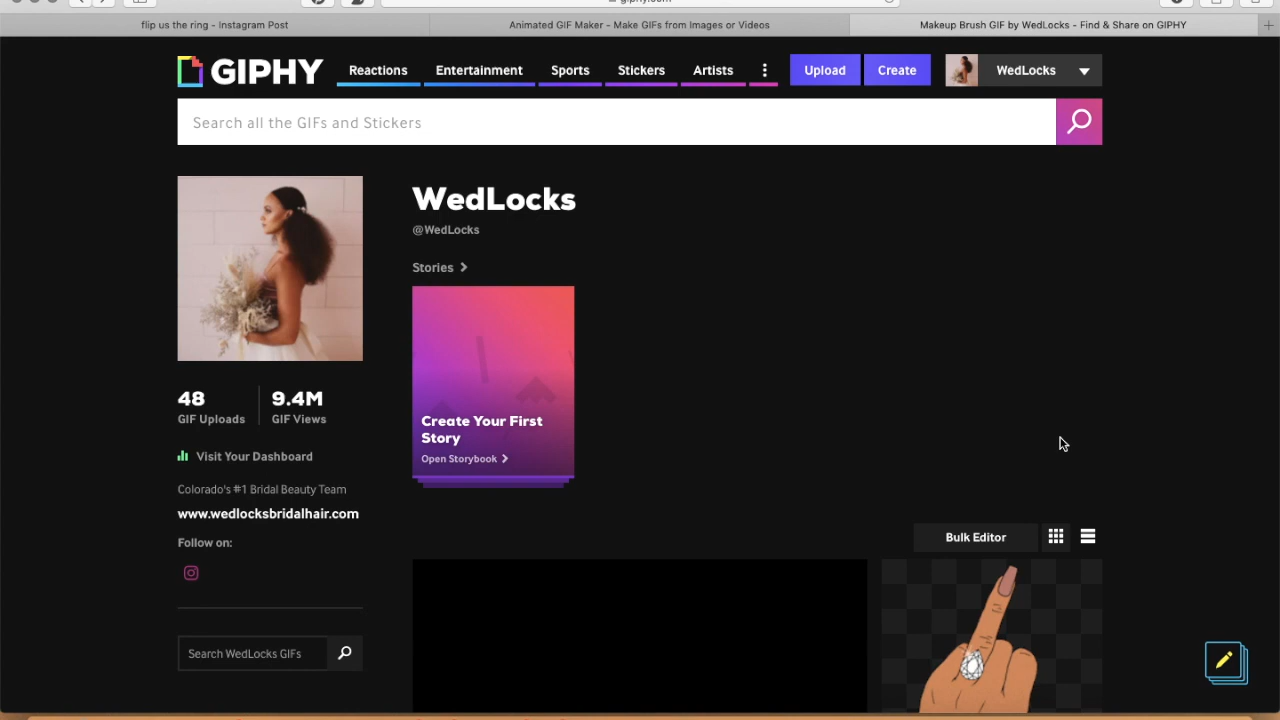 giphy.com
flip us the ring - Instagram Post
Animated GIF Maker - Make GIFs from Images or Videos
Makeup Brush GIF by WedLocks - Find & Share on GIPHY
GIPHY
Reactions
Entertainment
Sports
Stickers
Artists
Upload
Create
WedLocks
Search all the GIFs and Stickers
WedLocks
@WedLocks
Stories
Create Your First
Story
Open Storybook
48
GIF Uploads
9.4M
GIF Views
Visit Your Dashboard
Colorado's #1 Bridal Beauty Team
www.wedlocksbridalhair.com
Follow on:
Bulk Editor
Search WedLocks GIFs